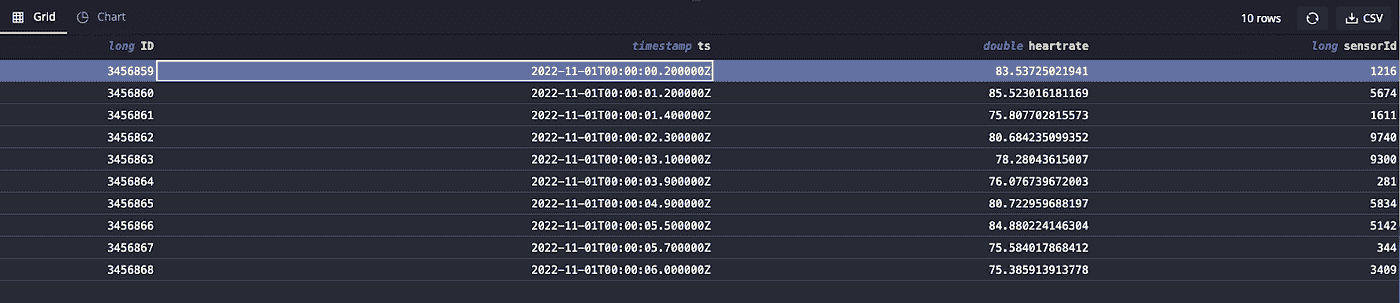 Grid Chart 10 rows CSV
long ID timestamp ts double heartrate long sensorId
3456859 2022-11-01T00:00:00.200000Z 83.53725021941 1216
3456860 2022-11-01T00:00:01.200000Z 85.523016181169 5674
3456861 2022-11-01T00:00:01.400000Z 75.807702815573 1611
3456862 2022-11-01T00:00:02.300000Z 80.684235099352 9740
3456863 2022-11-01T00:00:03.100000Z 78.28043615007 9300
3456864 2022-11-01T00:00:03.900000Z 76.076739672003 281
3456865 2022-11-01T00:00:04.900000Z 80.722959688197 5834
3456866 2022-11-01T00:00:05.500000Z 84.880224146304 5142
3456867 2022-11-01T00:00:05.700000Z 75.584017868412 344
3456868 2022-11-01T00:00:06.000000Z 75.385913913778 3409